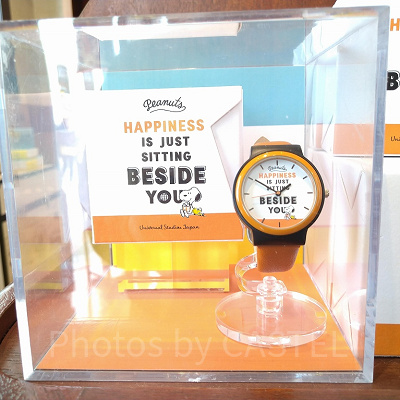 Peanuts
HAPPINESS
IS JUST
SITTING
BESIDE
YOU
Universal Studios Japan
HAPPINESS
IS JUST
SITTING
BESIDE
YOU
Photos by CASTEL